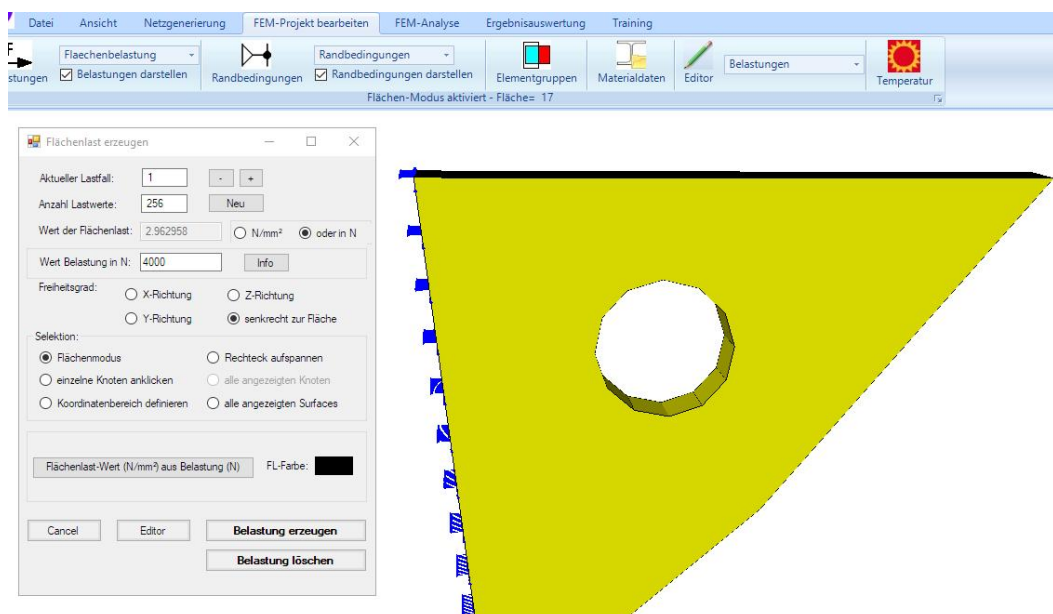 Datei Ansicht Netzgenerierung FEM-Projekt bearbeiten FEM-Analyse Ergebnisauswertung Training
Flaechenbelastung Randbedingungen
Belastungen darstellen Randbedingungen Randbedingungen darstellen Elementgruppen Materialdaten Editor Belastungen Temperatur
Flächen-Modus aktiviert - Fläche= 17
Flächenlast erzeugen
Aktueller Lastfall: 1 - +
Anzahl Lastwerte: 256 Neu
Wert der Flächenlast: 2.962958 N/mm² oder in N
Wert Belastung in N: 4000 Info
Freiheitsgrad: X-Richtung Z-Richtung
Y-Richtung senkrecht zur Fläche
Selektion:
Flächenmodus Rechteck aufspannen
einzelne Knoten anklicken alle angezeigten Knoten
Koordinatenbereich definieren alle angezeigten Surfaces
Flächenlast-Wert (N/mm²) aus Belastung (N) FL-Farbe:
Cancel Editor Belastung erzeugen
Belastung löschen